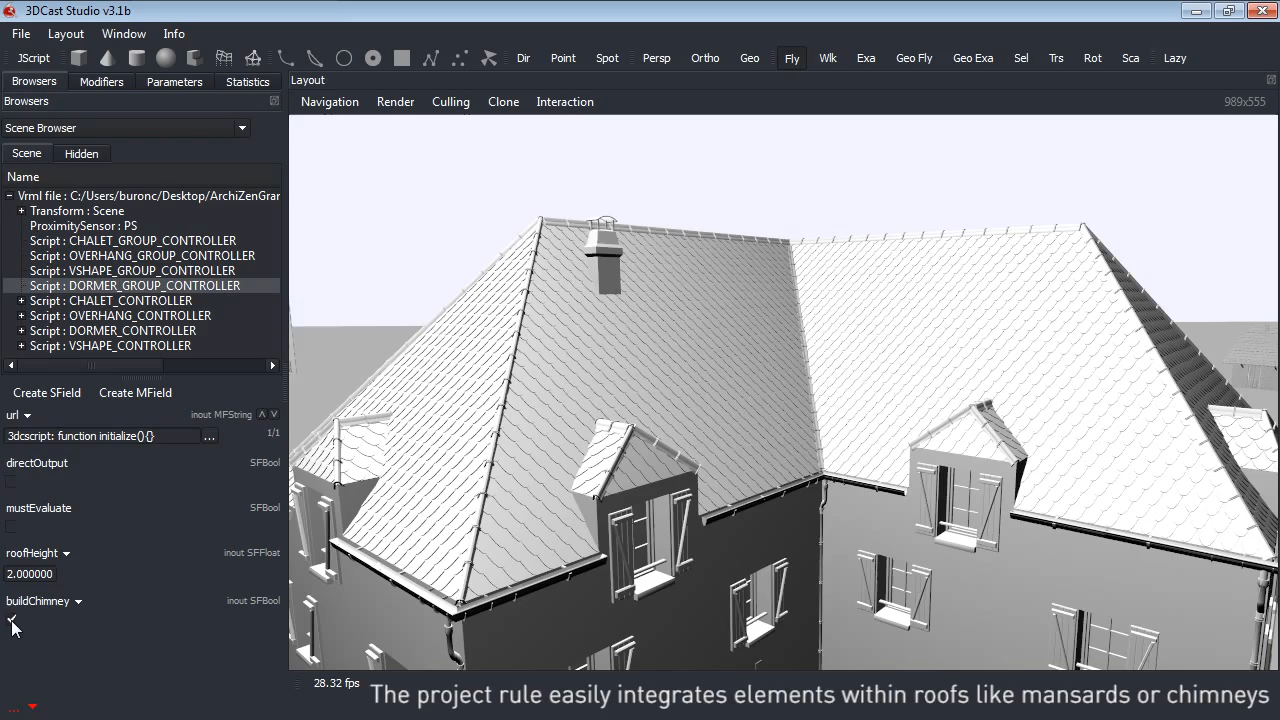 3DCast Studio v3.1b
File Layout Window Info
JScript Dir Point Spot Persp Ortho Geo Fly Wlk Exa Geo Fly Geo Exa Sel Trs Rot Sca Lazy
Browsers Modifiers Parameters Statistics
Layout
Browsers
Navigation Render Culling Clone Interaction 989x555
Scene Browser
Scene Hidden
Name
Vrml file : C:/Users/buronc/Desktop/ArchiZenGrar
Transform : Scene
ProximitySensor : PS
Script : CHALET_GROUP_CONTROLLER
Script : OVERHANG_GROUP_CONTROLLER
Script : VSHAPE_GROUP_CONTROLLER
Script : DORMER_GROUP_CONTROLLER
Script : CHALET_CONTROLLER
Script : OVERHANG_CONTROLLER
Script : DORMER_CONTROLLER
Script : VSHAPE_CONTROLLER
Create SField Create MField
url inout MFString
3dcscript: function initialize(){} ... 1/1
directOutput SFBool
mustEvaluate SFBool
roofHeight inout SFFloat
2.000000
buildChimney inout SFBool
28.32 fps
The project rule easily integrates elements within roofs like mansards or chimneys